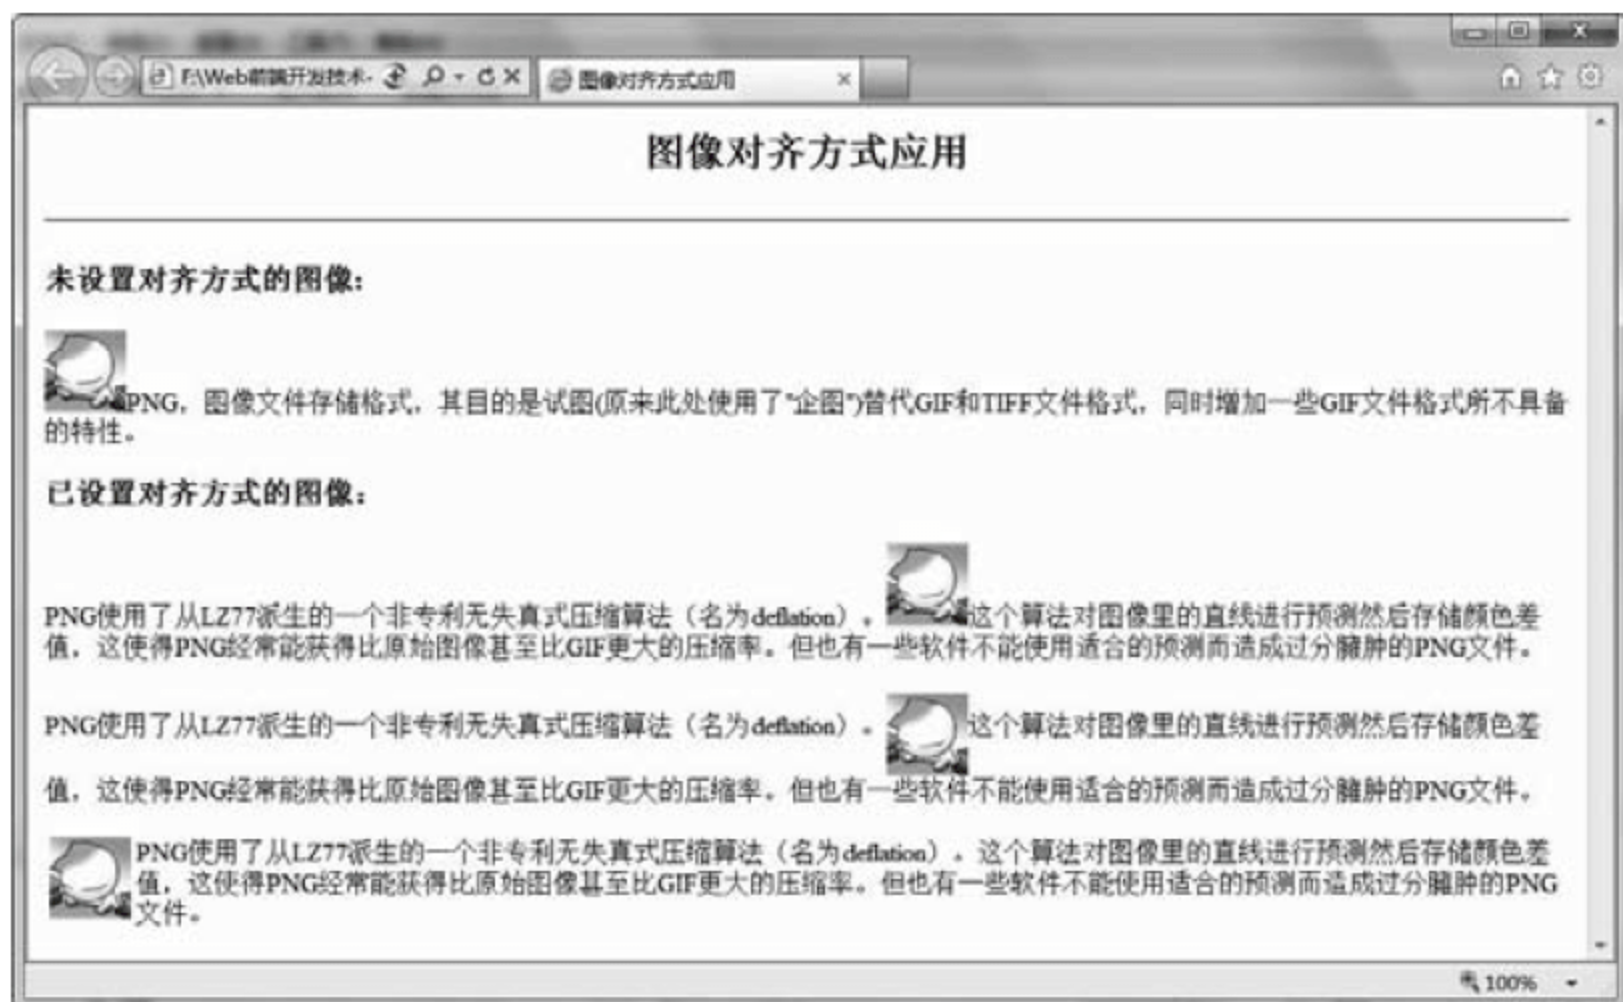 F:\Web前端开发技术-
图像对齐方式应用
图像对齐方式应用
未设置对齐方式的图像:
PNG，图像文件存储格式，其目的是试图(原来此处使用了"企图")替代GIF和TIFF文件格式，同时增加一些GIF文件格式所不具备
的特性。
已设置对齐方式的图像:
PNG使用了从LZ77派生的一个非专利无失真式压缩算法（名为deflation）。这个算法对图像里的直线进行预测然后存储颜色差
值，这使得PNG经常能获得比原始图像甚至比GIF更大的压缩率。但也有一些软件不能使用适合的预测而造成过分臃肿的PNG文件。
PNG使用了从LZ77派生的一个非专利无失真式压缩算法（名为deflation）。这个算法对图像里的直线进行预测然后存储颜色差
值，这使得PNG经常能获得比原始图像甚至比GIF更大的压缩率。但也有一些软件不能使用适合的预测而造成过分臃肿的PNG文件。
PNG使用了从LZ77派生的一个非专利无失真式压缩算法（名为deflation）。这个算法对图像里的直线进行预测然后存储颜色差
值，这使得PNG经常能获得比原始图像甚至比GIF更大的压缩率。但也有一些软件不能使用适合的预测而造成过分臃肿的PNG
文件。
100%